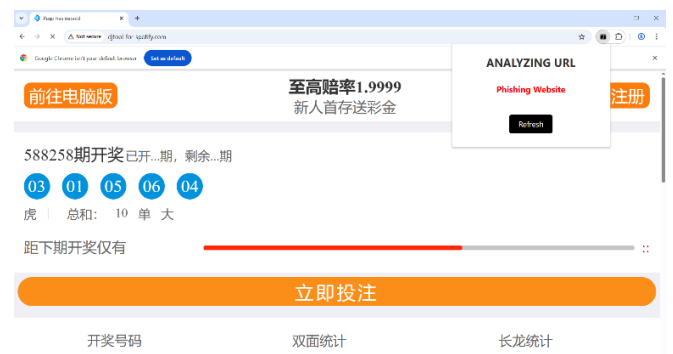 Not secure
Google Chrome isn't your default browser
Set as default
ANALYZING URL
Phishing Website
Refresh
前往电脑版
至高赔率1.9999
新人首存送彩金
注册
588258期开奖 已开...期，剩余...期
03 01 05 06 04
虎 总和： 10 单 大
距下期开奖仅有
立即投注
开奖号码 双面统计 长龙统计